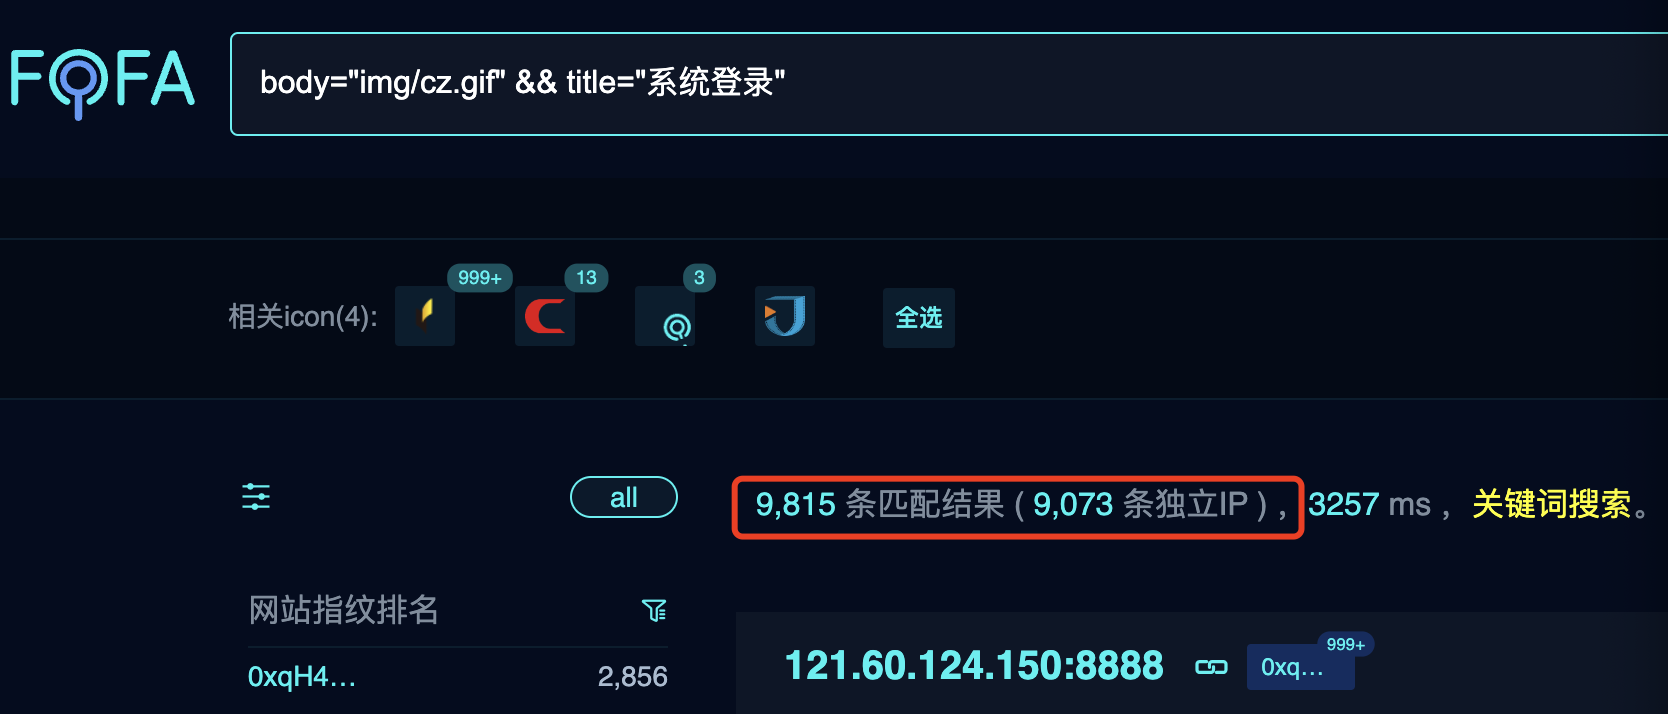 FOFA
body="img/cz.gif" && title="系统登录"
相关icon(4):
999+
13
3
全选
all
9,815 条匹配结果 ( 9,073 条独立IP ) , 3257 ms , 关键词搜索。
网站指纹排名
0xqH4... 2,856
121.60.124.150:8888
0xq...
999+